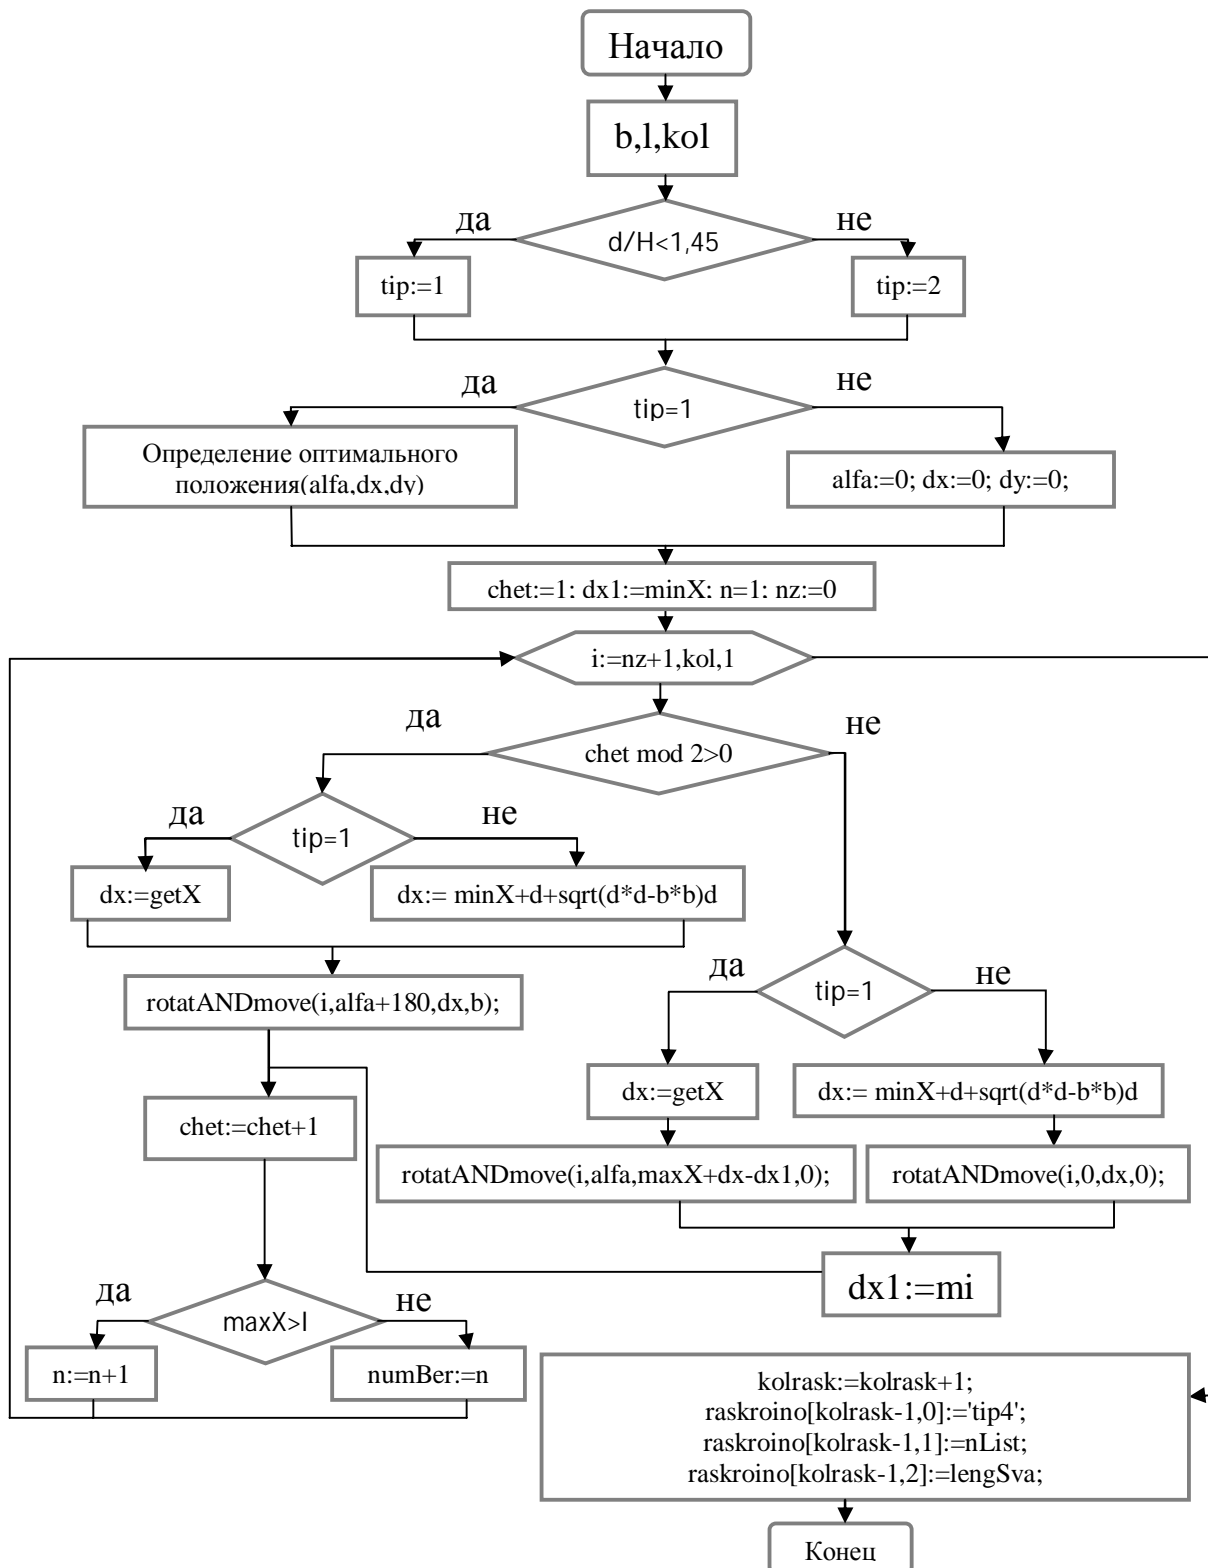 Начало
b,l,kol
да
не
d/H<1,45
tip:=1
tip:=2
да
не
tip=1
Определение оптимального
положения(alfa,dx,dy)
alfa:=0; dx:=0; dy:=0;
chet:=1; dx1:=minX; n=1; nz:=0
i:=nz+1,kol,1
да
не
chet mod 2>0
да
не
tip=1
dx:=getX
dx:= minX+d+sqrt(d*d-b*b)d
да
не
tip=1
rotatANDmove(i,alfa+180,dx,b);
dx:=getX
dx:= minX+d+sqrt(d*d-b*b)d
chet:=chet+1
rotatANDmove(i,alfa,maxX+dx-dx1,0);
rotatANDmove(i,0,dx,0);
dx1:=mi
да
не
maxX>l
n:=n+1
numBer:=n
kolrask:=kolrask+1;
raskroino[kolrask-1,0]:='tip4';
raskroino[kolrask-1,1]:=nList;
raskroino[kolrask-1,2]:=lengSva;
Конец